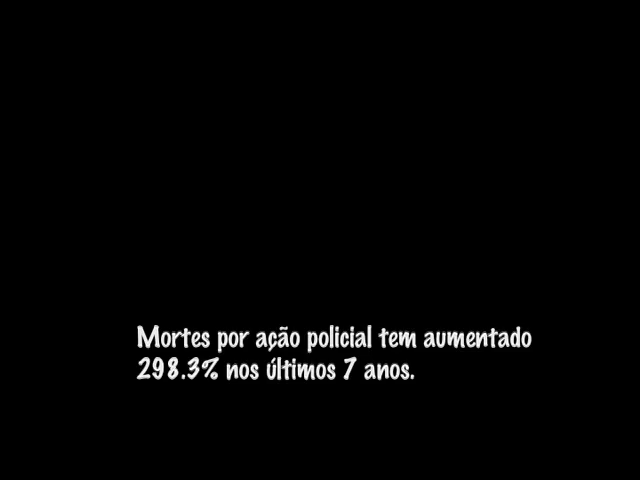 Mortes por ação policial tem aumentado
298.3% nos últimos 7 anos.